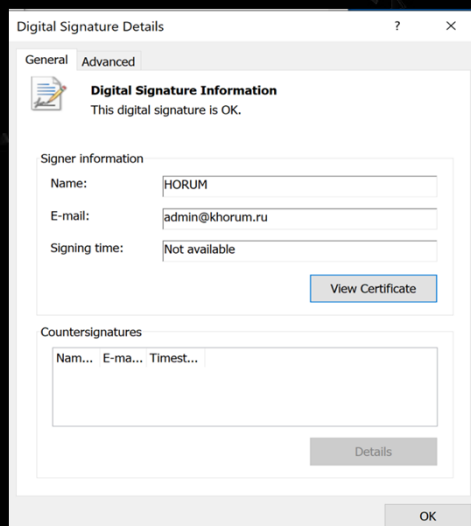 Digital Signature Details
General Advanced
Digital Signature Information
This digital signature is OK.
Signer information
Name: HORUM
E-mail: admin@khorum.ru
Signing time: Not available
View Certificate
Countersignatures
Nam... E-ma... Timest...
Details
OK